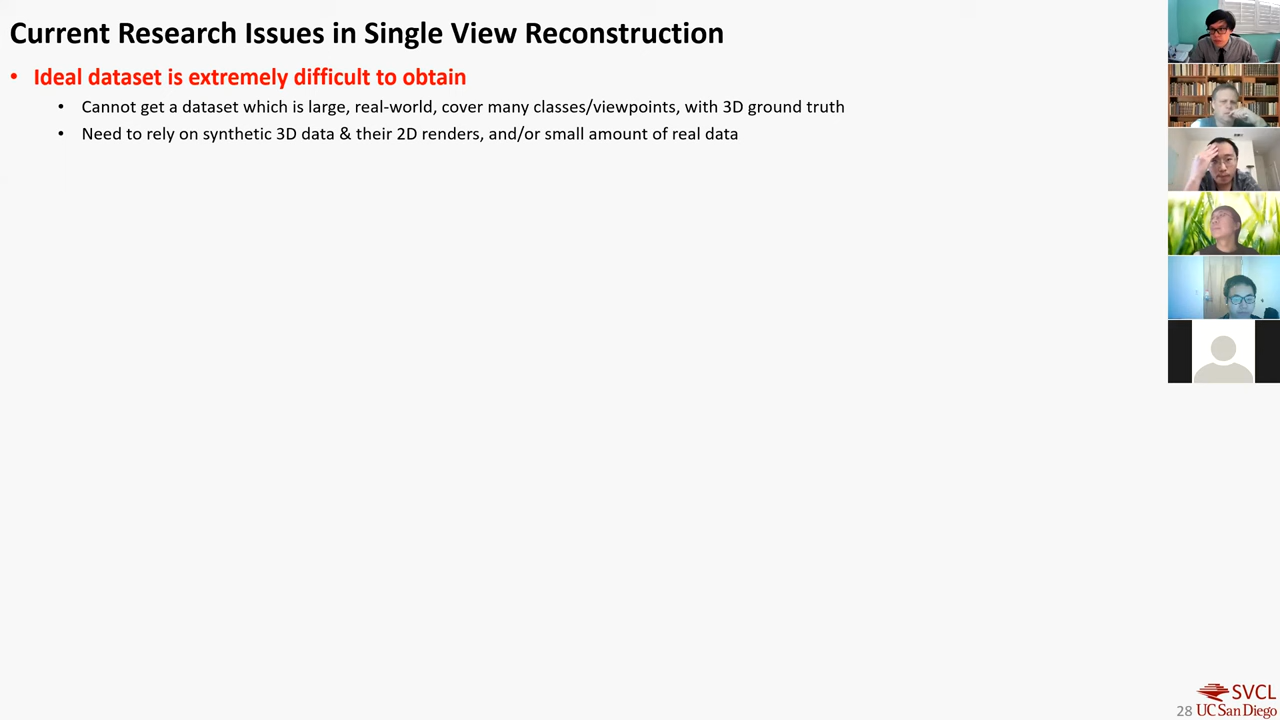 Current Research Issues in Single View Reconstruction
• Ideal dataset is extremely difficult to obtain
• Cannot get a dataset which is large, real-world, cover many classes/viewpoints, with 3D ground truth
• Need to rely on synthetic 3D data & their 2D renders, and/or small amount of real data
SVCL
28 UC San Diego